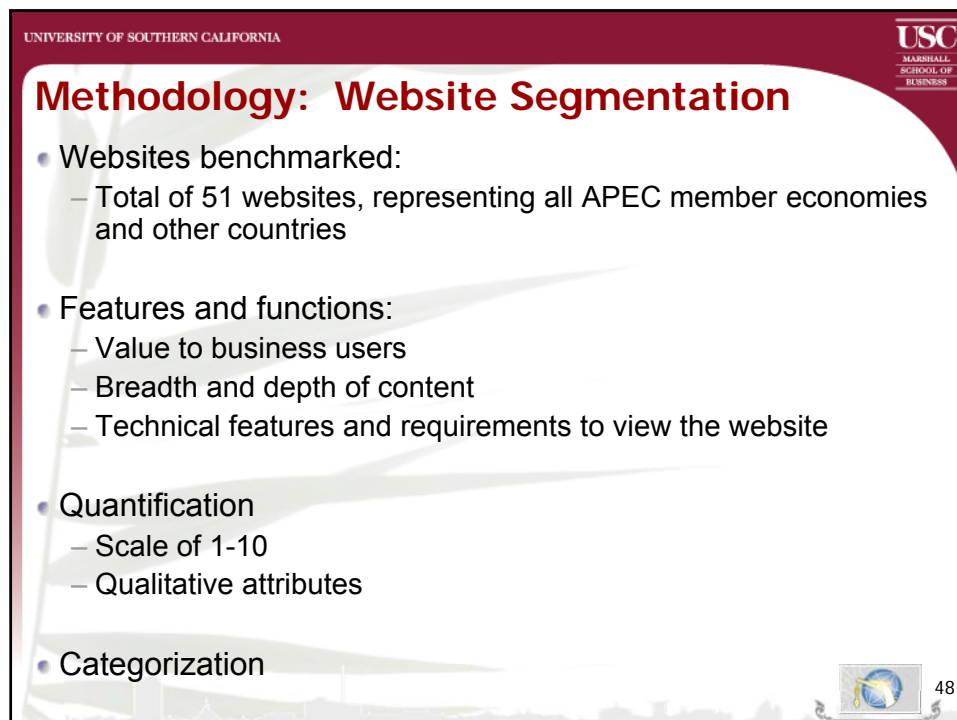 UNIVERSITY OF SOUTHERN CALIFORNIA
USC
MARSHALL
SCHOOL OF
BUSINESS
Methodology: Website Segmentation
Websites benchmarked:
– Total of 51 websites, representing all APEC member economies
and other countries
Features and functions:
– Value to business users
– Breadth and depth of content
– Technical features and requirements to view the website
Quantification
– Scale of 1-10
– Qualitative attributes
Categorization
48